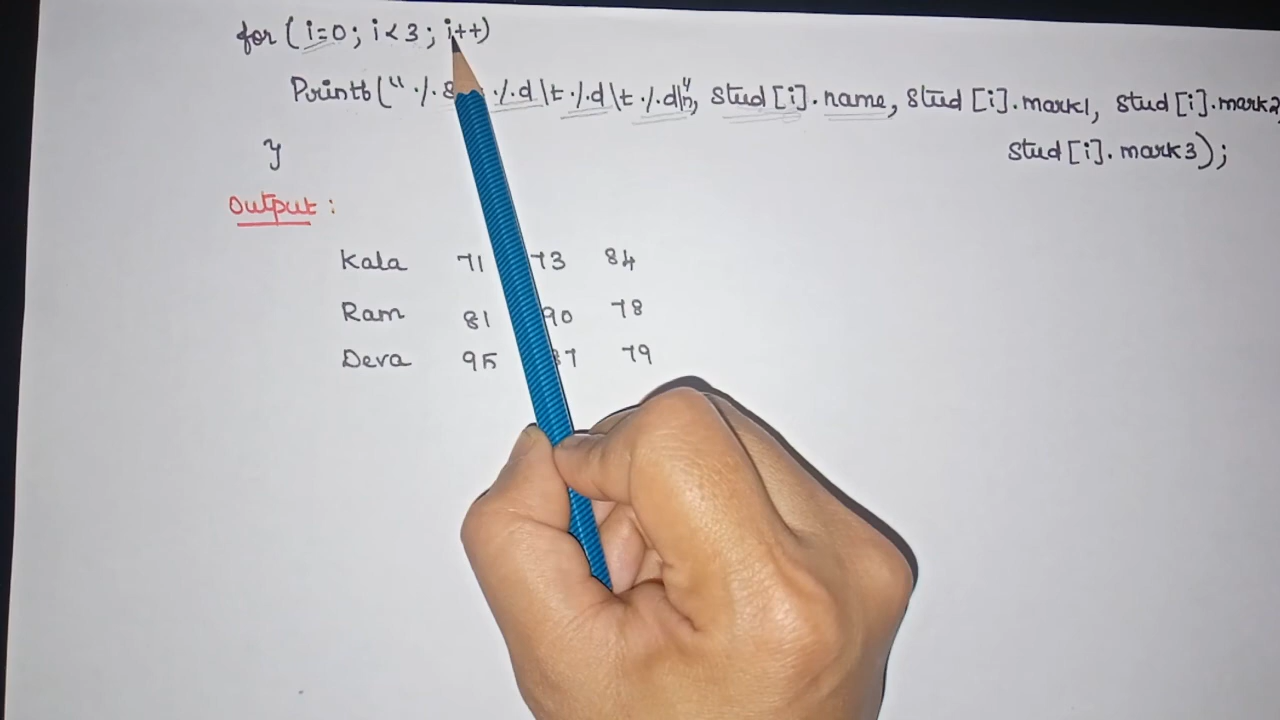 for (i=0; i<3; i++)
Printf("%s %d\t%d\t%d\n", stud[i].name, stud[i].mark1, stud[i].mark2,
stud[i].mark3);
}
Output:
Kala 71 73 84
Ram 81 90 78
Deva 95 87 79